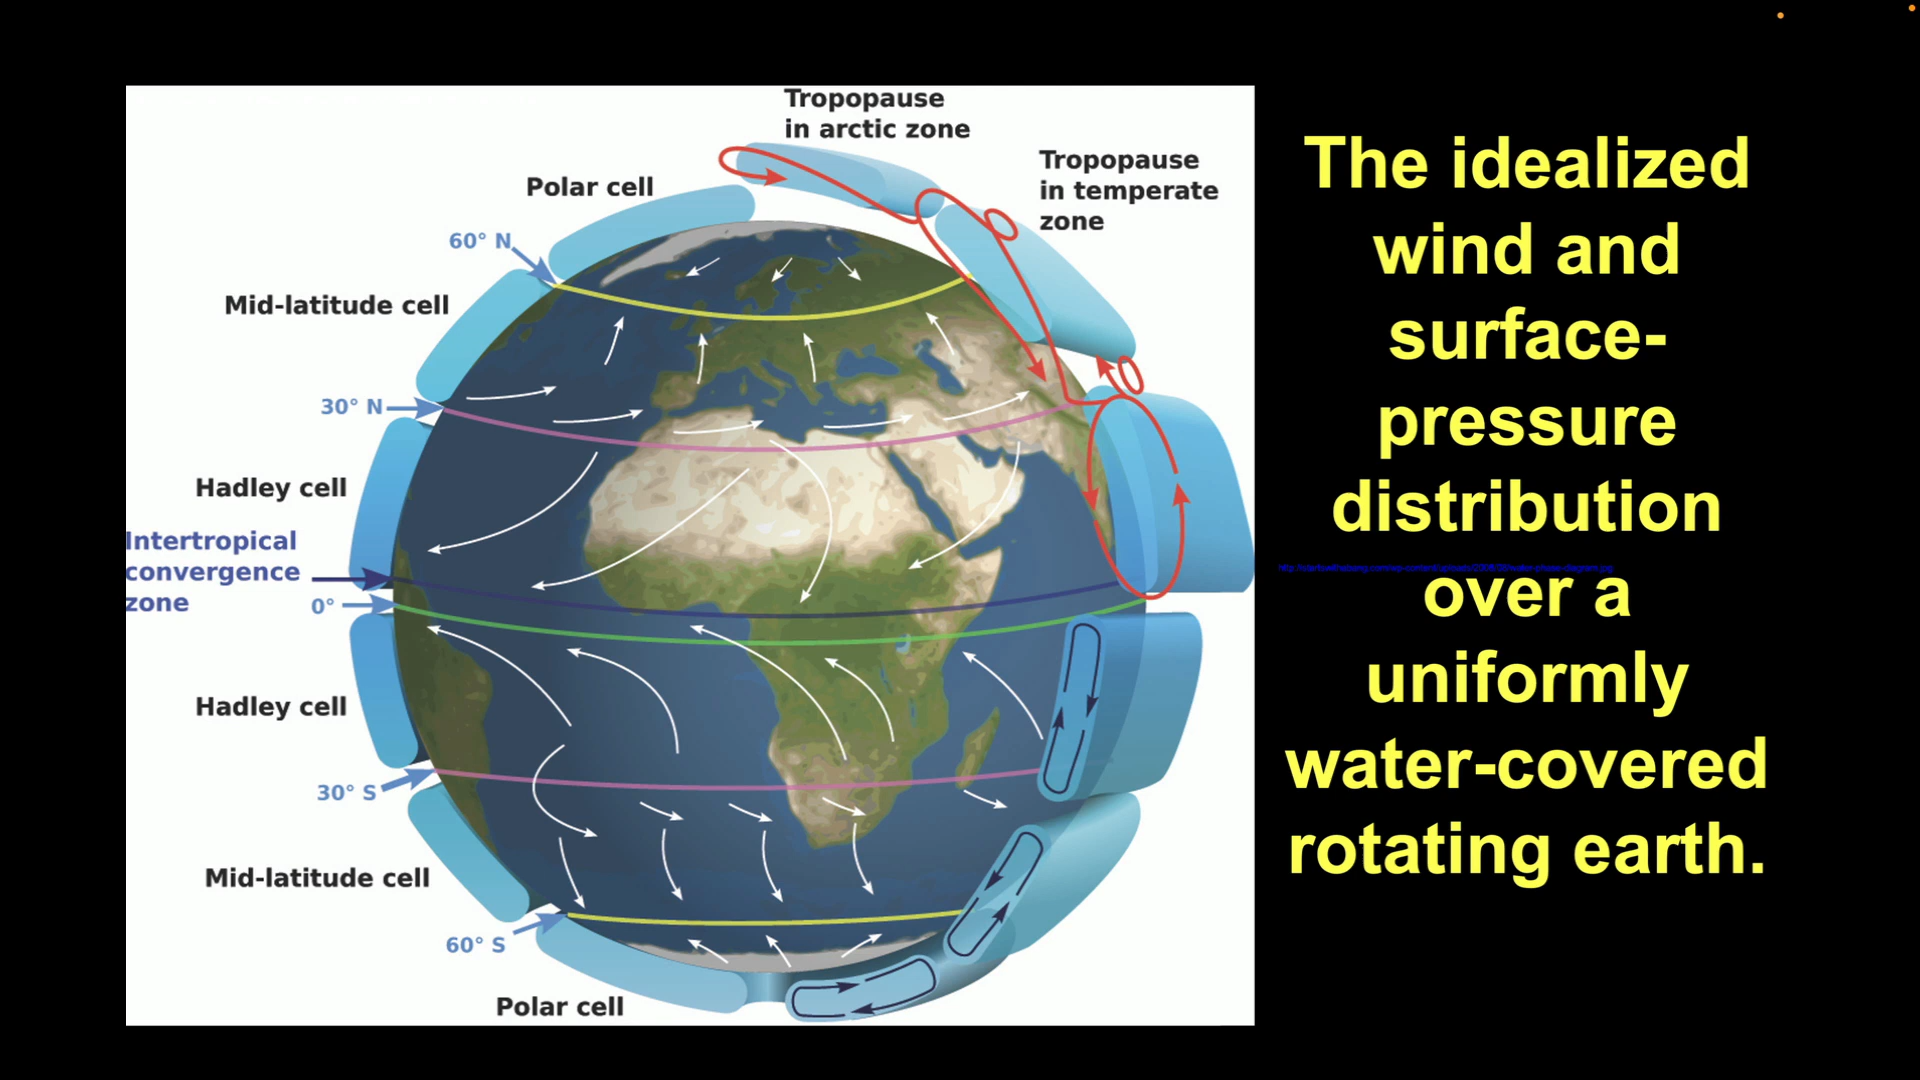 Tropopause
in arctic zone
Tropopause
in temperate
zone
Polar cell
60° N
Mid-latitude cell
30° N
Hadley cell
Intertropical
convergence
zone
0°
Hadley cell
30° S
Mid-latitude cell
60° S
Polar cell
The idealized
wind and
surface-
pressure
distribution
over a
uniformly
water-covered
rotating earth.